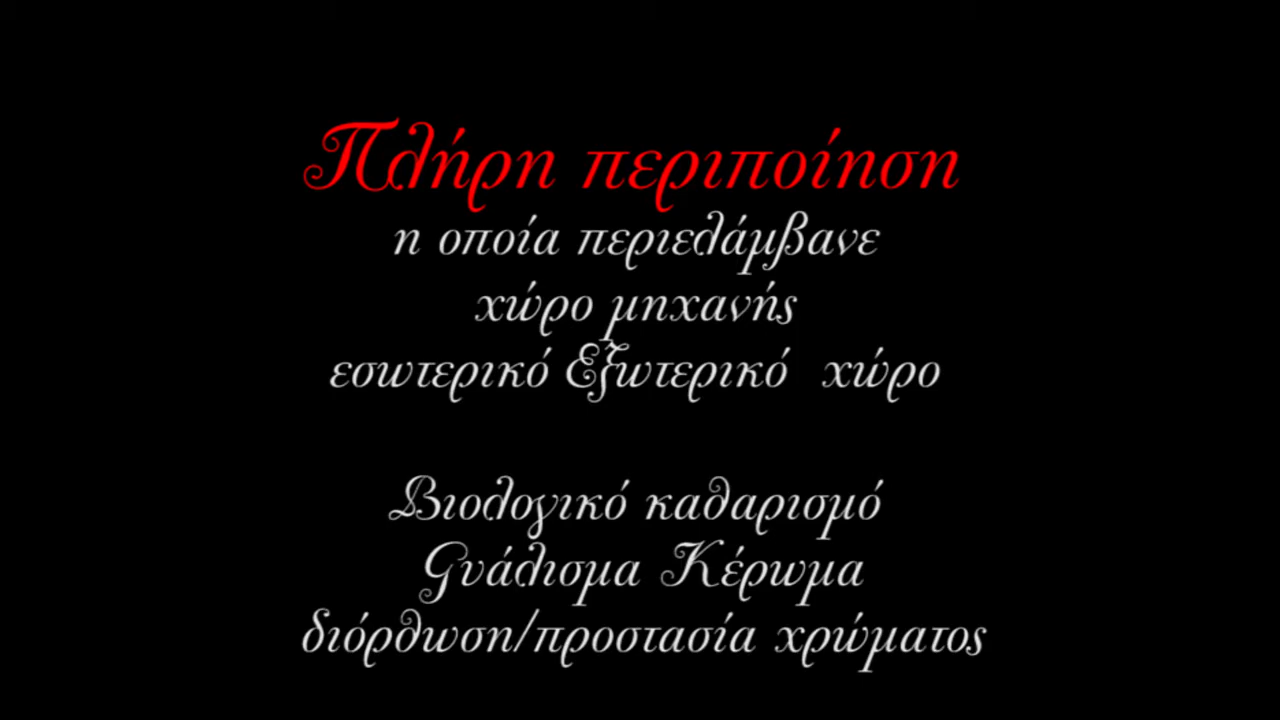 Πλήρη περιποίηση
η οποία περιελάμβανε
χώρο μηχανής
εσωτερικό Εξωτερικό χώρο
Βιολογικό καθαρισμό
Γυάλισμα Κέρωμα
διόρθωση/προστασία χρώματος